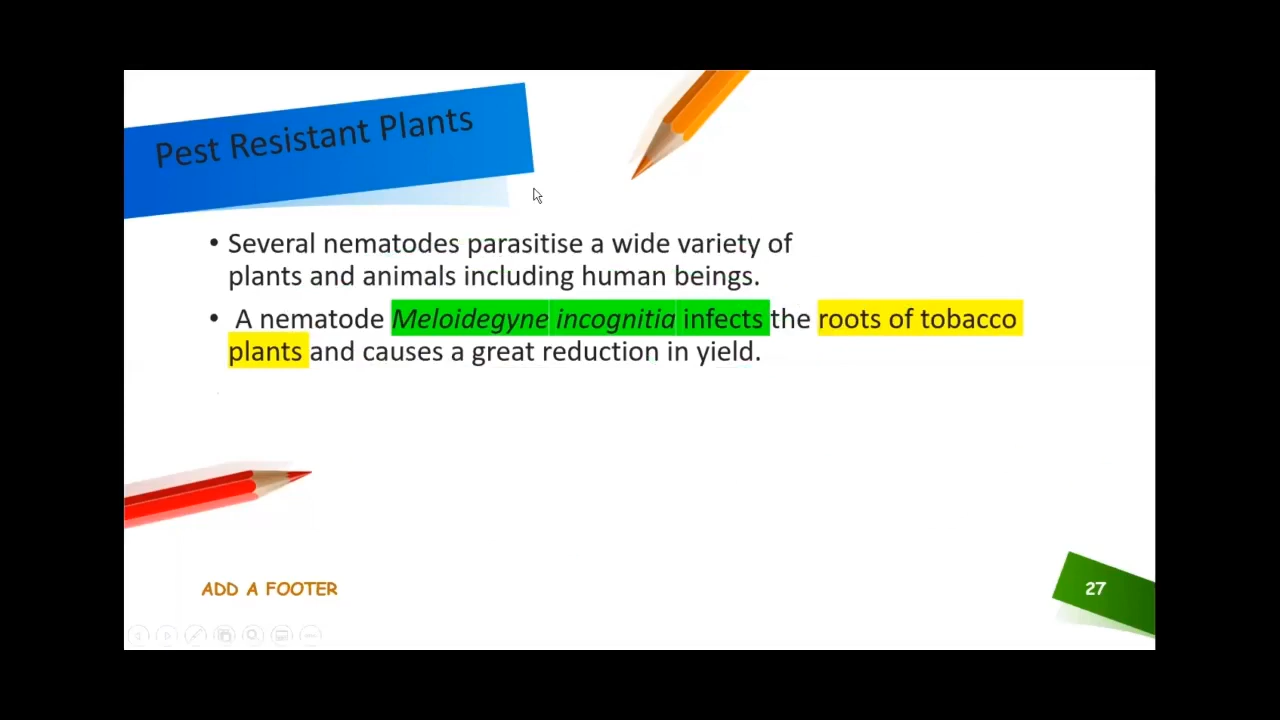 Pest Resistant Plants
• Several nematodes parasitise a wide variety of
plants and animals including human beings.
• A nematode Meloidegyne incognitia infects the roots of tobacco
plants and causes a great reduction in yield.
ADD A FOOTER
27